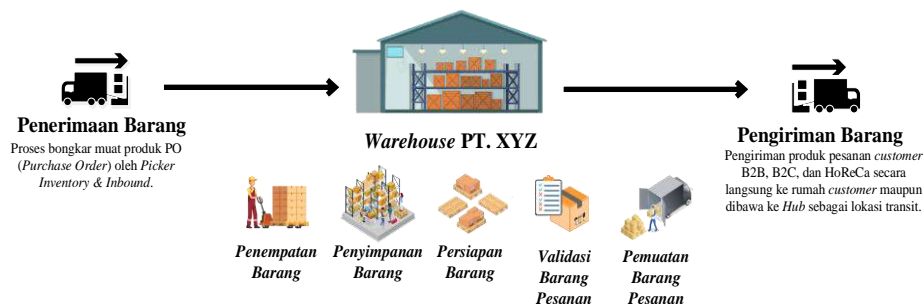 Penerimaan Barang
Proses bongkar muat produk PO
(Purchase Order) oleh Picker
Inventory & Inbound.
Warehouse PT. XYZ
Pengiriman Barang
Pengiriman produk pesanan customer
B2B, B2C, dan HoReCa secara
langsung ke rumah customer maupun
dibawa ke Hub sebagai lokasi transit.
Penempatan
Barang
Penyimpanan
Barang
Persiapan
Barang
Validasi
Barang
Pesanan
Pemuatan
Barang
Pesanan